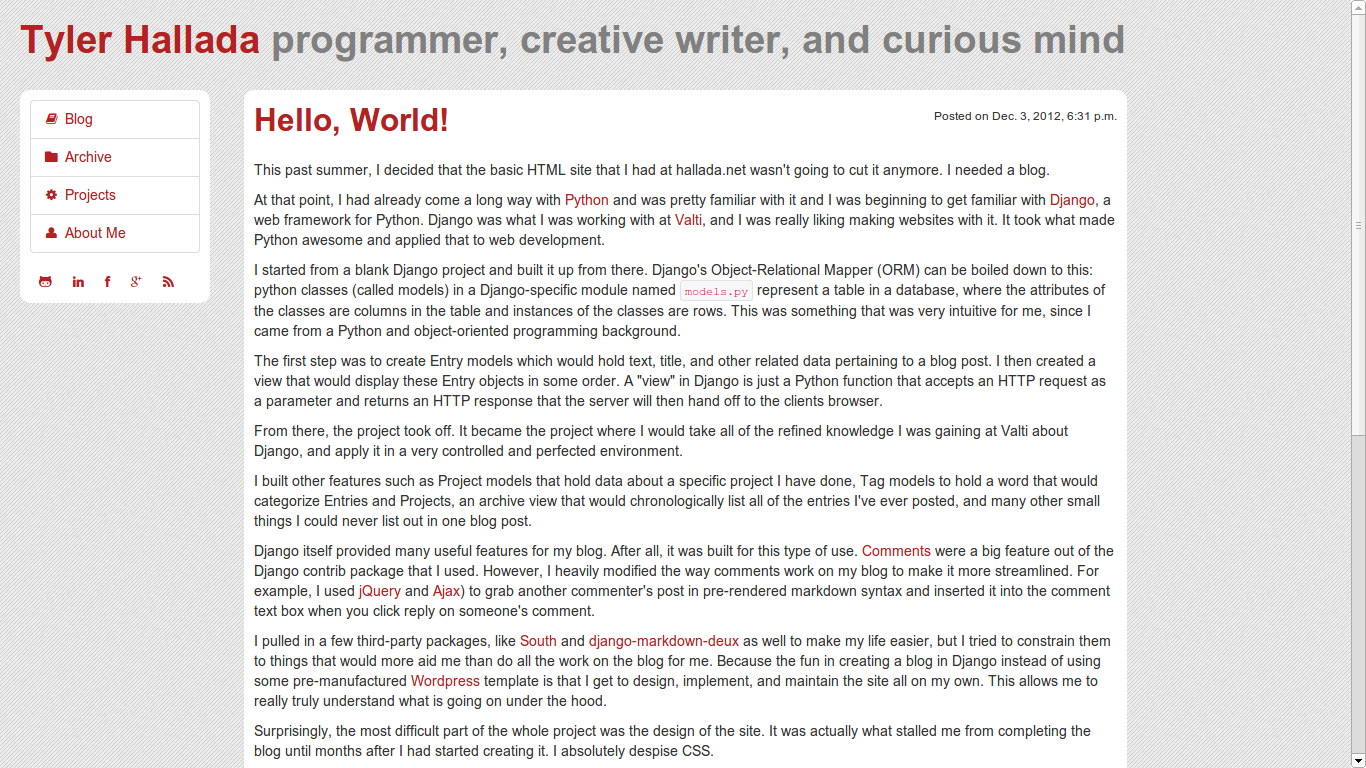 Tyler Hallada programmer, creative writer, and curious mind
Blog
Archive
Projects
About Me
Hello, World!
Posted on Dec. 3, 2012, 6:31 p.m.
This past summer, I decided that the basic HTML site that I had at hallada.net wasn't going to cut it anymore. I needed a blog.
At that point, I had already come a long way with Python and was pretty familiar with it and I was beginning to get familiar with Django, a
web framework for Python. Django was what I was working with at Valti, and I was really liking making websites with it. It took what made
Python awesome and applied that to web development.
I started from a blank Django project and built it up from there. Django's Object-Relational Mapper (ORM) can be boiled down to this:
python classes (called models) in a Django-specific module named models.py represent a table in a database, where the attributes of
the classes are columns in the table and instances of the classes are rows. This was something that was very intuitive for me, since I
came from a Python and object-oriented programming background.
The first step was to create Entry models which would hold text, title, and other related data pertaining to a blog post. I then created a
view that would display these Entry objects in some order. A "view" in Django is just a Python function that accepts an HTTP request as
a parameter and returns an HTTP response that the server will then hand off to the clients browser.
From there, the project took off. It became the project where I would take all of the refined knowledge I was gaining at Valti about
Django, and apply it in a very controlled and perfected environment.
I built other features such as Project models that hold data about a specific project I have done, Tag models to hold a word that would
categorize Entries and Projects, an archive view that would chronologically list all of the entries I've ever posted, and many other small
things I could never list out in one blog post.
Django itself provided many useful features for my blog. After all, it was built for this type of use. Comments were a big feature out of the
Django contrib package that I used. However, I heavily modified the way comments work on my blog to make it more streamlined. For
example, I used jQuery and Ajax) to grab another commenter's post in pre-rendered markdown syntax and inserted it into the comment
text box when you click reply on someone's comment.
I pulled in a few third-party packages, like South and django-markdown-deux as well to make my life easier, but I tried to constrain them
to things that would more aid me than do all the work on the blog for me. Because the fun in creating a blog in Django instead of using
some pre-manufactured Wordpress template is that I get to design, implement, and maintain the site all on my own. This allows me to
really truly understand what is going on under the hood.
Surprisingly, the most difficult part of the whole project was the design of the site. It was actually what stalled me from completing the
blog until months after I had started creating it. I absolutely despise CSS.